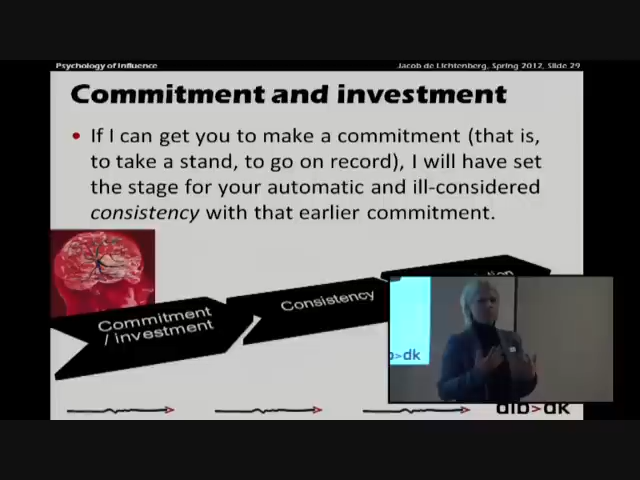 Psychology of Influence
Jacob de Lichtenberg, Spring 2012, Slide 29
Commitment and investment
• If I can get you to make a commitment (that is,
to take a stand, to go on record), I will have set
the stage for your automatic and ill-considered
consistency with that earlier commitment.
Commitment
/ investment
Consistency
>dk
dib>dk